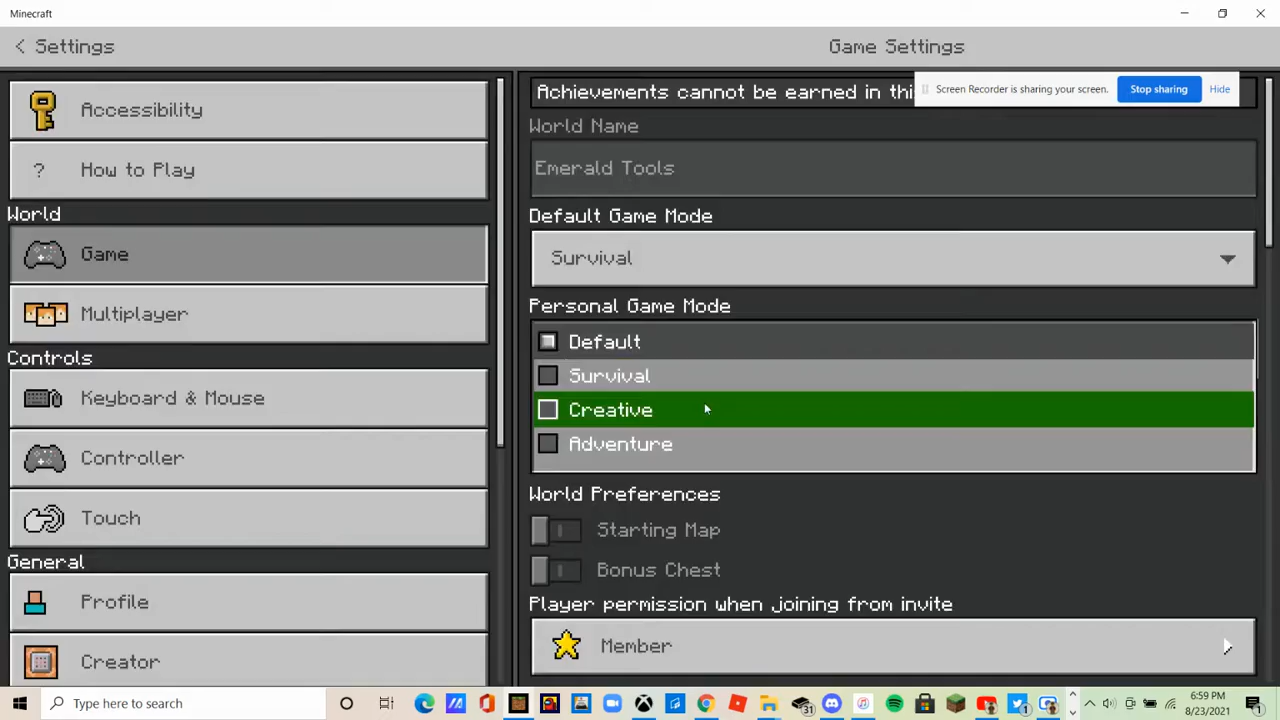 Minecraft
Settings
Game Settings
Accessibility
How to Play
World
Game
Multiplayer
Controls
Keyboard & Mouse
Controller
Touch
General
Profile
Creator
Achievements cannot be earned in thi
Screen Recorder is sharing your screen.
Stop sharing
Hide
World Name
Emerald Tools
Default Game Mode
Survival
Personal Game Mode
Default
Survival
Creative
Adventure
World Preferences
Starting Map
Bonus Chest
Player permission when joining from invite
Member
Type here to search
31
1
6:59 PM
8/23/2021
1